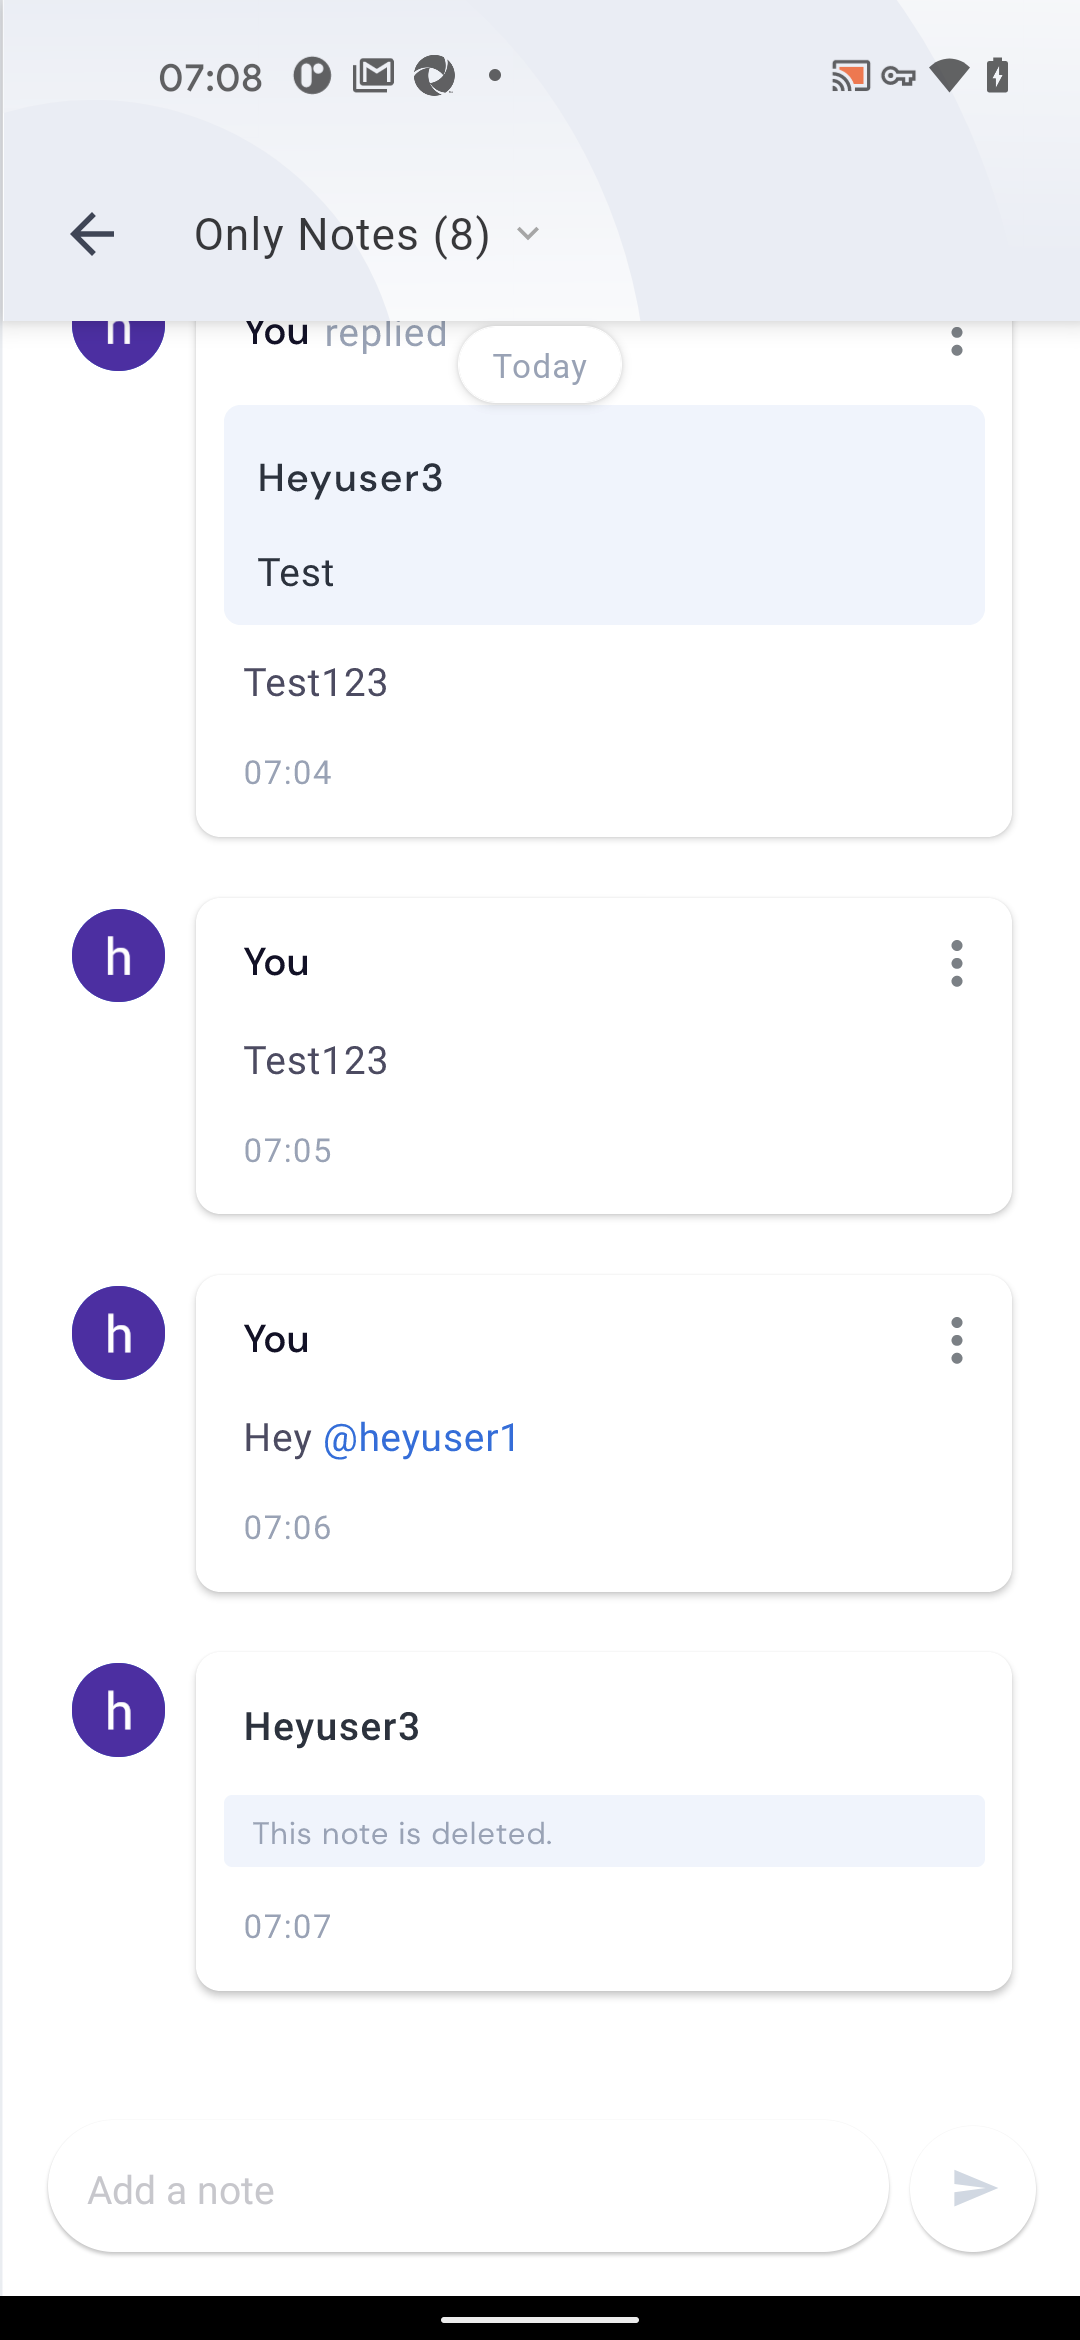 07:08
Only Notes (8)
You replied
Today
Heyuser3
Test
Test123
07:04
h
You
Test123
07:05
h
You
Hey @heyuser1
07:06
h
Heyuser3
This note is deleted.
07:07
Add a note